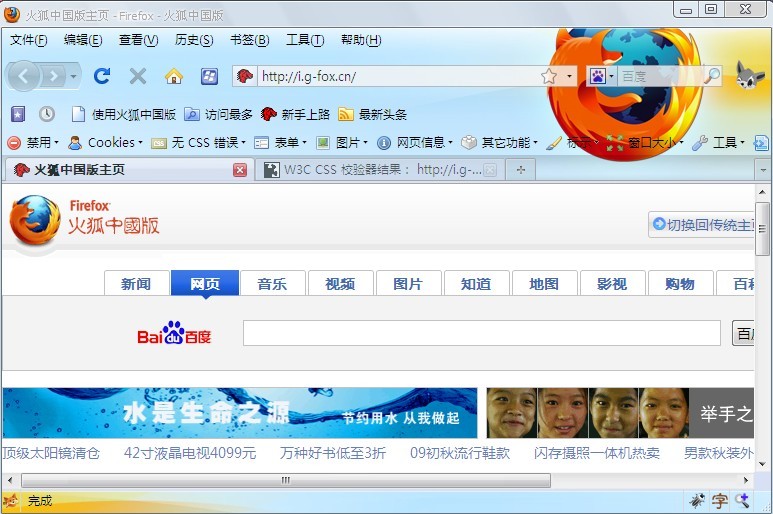 火狐中国版主页 - Firefox - 火狐中国版
文件(F) 编辑(E) 查看(V) 历史(S) 书签(B) 工具(T) 帮助(H)
http://i.g-fox.cn/ 百度
使用火狐中国版 访问最多 新手上路 最新头条
禁用 Cookies 无 CSS 错误 表单 图片 网页信息 其它功能 标示 窗口大小 工具
火狐中国版主页 W3C CSS 校验器结果： http://i.g-...
Firefox
火狐中國版
切换回传统主
新闻 网页 音乐 视频 图片 知道 地图 影视 购物 百科
Bai du 百度 百度
水是生命之源 节约用水 从我做起 举手之
顶级太阳镜清仓 42寸液晶电视4099元 万种好书低至3折 09初秋流行鞋款 闪存摄照一体机热卖 男款秋装外
完成 字